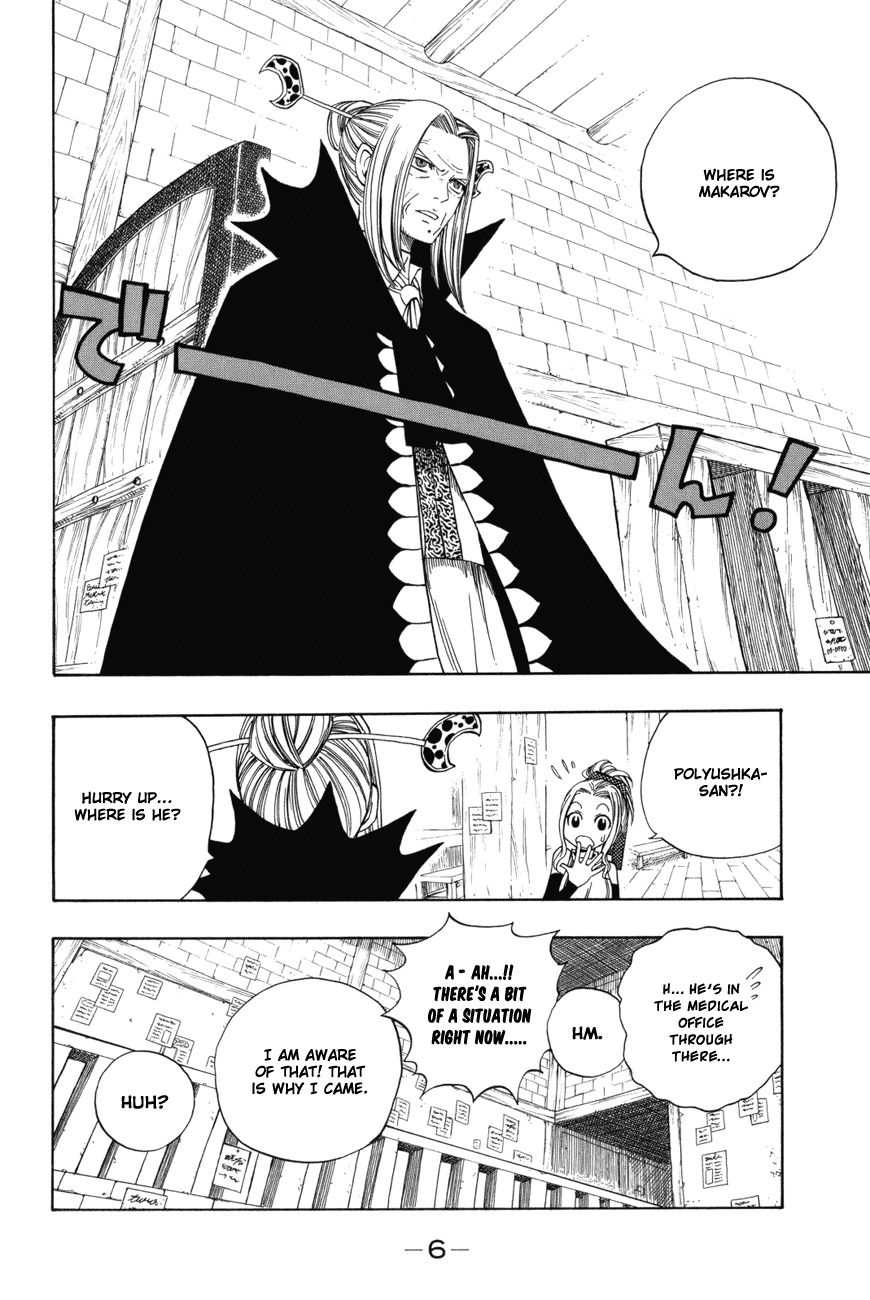 WHERE IS
MAKAROV?
でーん!
POLYUSHKA-
SAN?!
HURRY UP...
WHERE IS HE?
H... HE'S IN
THE MEDICAL
OFFICE
THROUGH
THERE...
HM.
A - AH...!!
THERE'S A BIT
OF A SITUATION
RIGHT NOW.....
I AM AWARE
OF THAT! THAT
IS WHY I CAME.
HUH?
—6—